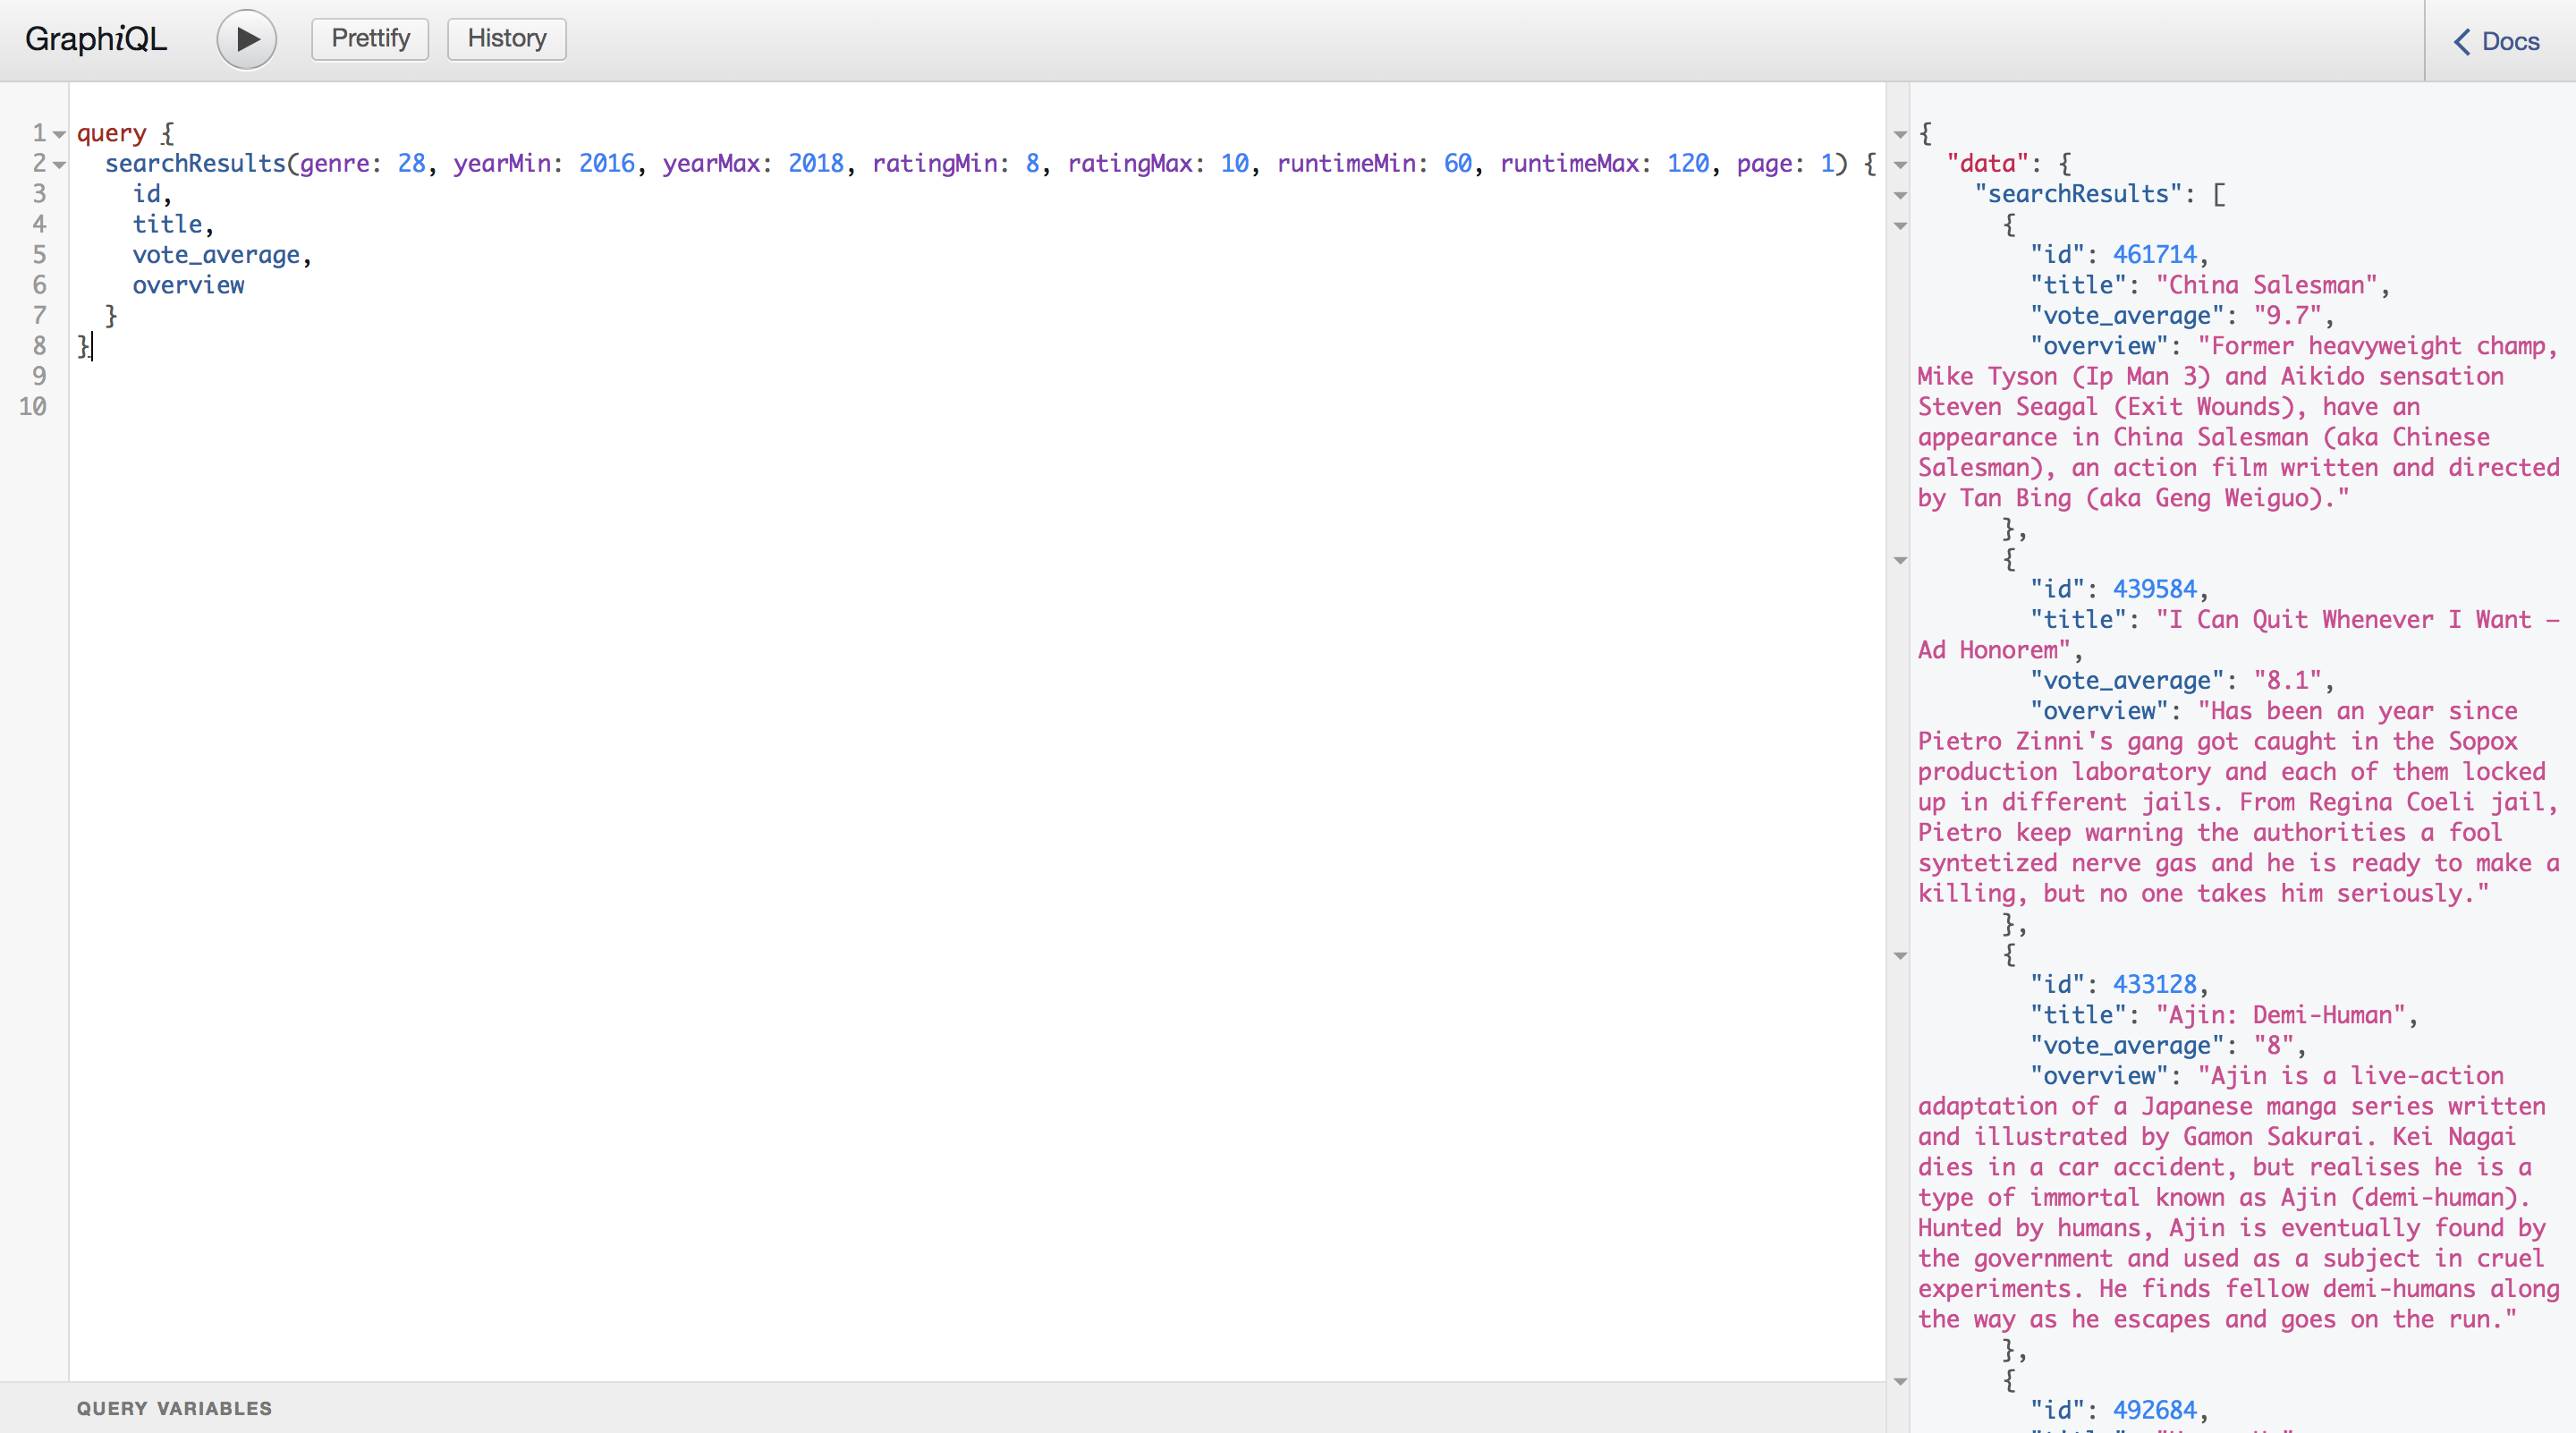 GraphiQL
Prettify
History
Docs
1 query {
2 searchResults(genre: 28, yearMin: 2016, yearMax: 2018, ratingMin: 8, ratingMax: 10, runtimeMin: 60, runtimeMax: 120, page: 1) {
3 id,
4 title,
5 vote_average,
6 overview
7 }
8 }
9
10
QUERY VARIABLES
{
"data": {
"searchResults": [
{
"id": 461714,
"title": "China Salesman",
"vote_average": "9.7",
"overview": "Former heavyweight champ,
Mike Tyson (Ip Man 3) and Aikido sensation
Steven Seagal (Exit Wounds), have an
appearance in China Salesman (aka Chinese
Salesman), an action film written and directed
by Tan Bing (aka Geng Weiguo)."
},
{
"id": 439584,
"title": "I Can Quit Whenever I Want –
Ad Honorem",
"vote_average": "8.1",
"overview": "Has been an year since
Pietro Zinni's gang got caught in the Sopox
production laboratory and each of them locked
up in different jails. From Regina Coeli jail,
Pietro keep warning the authorities a fool
syntetized nerve gas and he is ready to make a
killing, but no one takes him seriously."
},
{
"id": 433128,
"title": "Ajin: Demi-Human",
"vote_average": "8",
"overview": "Ajin is a live-action
adaptation of a Japanese manga series written
and illustrated by Gamon Sakurai. Kei Nagai
dies in a car accident, but realises he is a
type of immortal known as Ajin (demi-human).
Hunted by humans, Ajin is eventually found by
the government and used as a subject in cruel
experiments. He finds fellow demi-humans along
the way as he escapes and goes on the run."
},
{
"id": 492684,